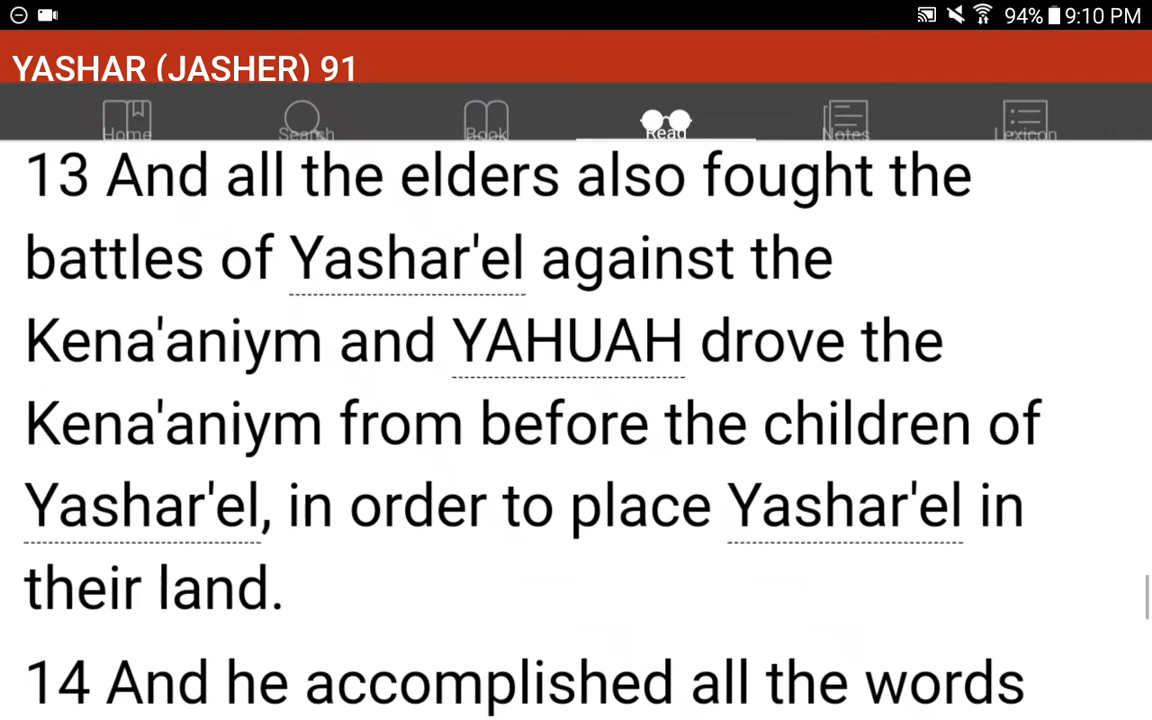 94% 9:10 PM
YASHAR (JASHER) 91
Home Search Book Read Notes Lexicon
13 And all the elders also fought the
battles of Yashar'el against the
Kena'aniym and YAHUAH drove the
Kena'aniym from before the children of
Yashar'el, in order to place Yashar'el in
their land.
14 And he accomplished all the words